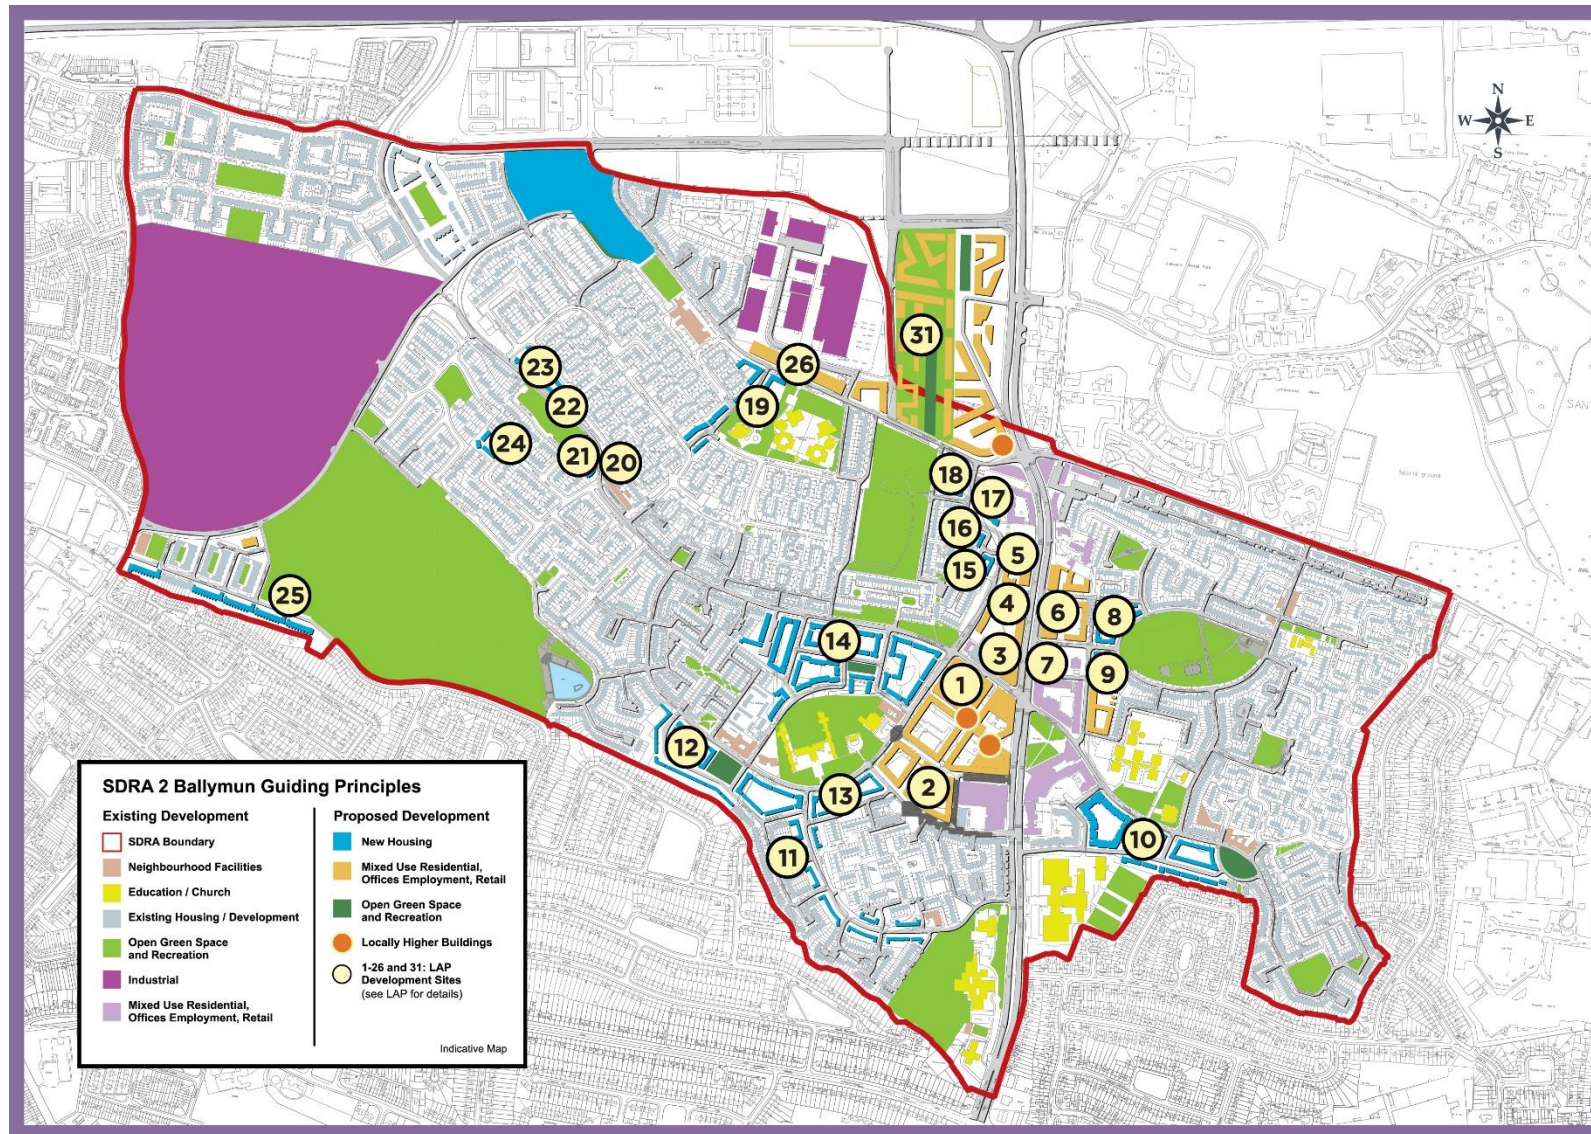 N
W
E
S
31
26
23
22
19
24
21
20
18
17
16
5
15
25
4
6
8
14
3
7
9
1
12
2
13
10
11
SDRA 2 Ballymun Guiding Principles
Existing Development
SDRA Boundary
Neighbourhood Facilities
Education / Church
Existing Housing / Development
Open Green Space
and Recreation
Industrial
Mixed Use Residential,
Offices Employment, Retail
Proposed Development
New Housing
Mixed Use Residential,
Offices Employment, Retail
Open Green Space
and Recreation
Locally Higher Buildings
1-26 and 31: LAP
Development Sites
(see LAP for details)
Indicative Map
Sports ground